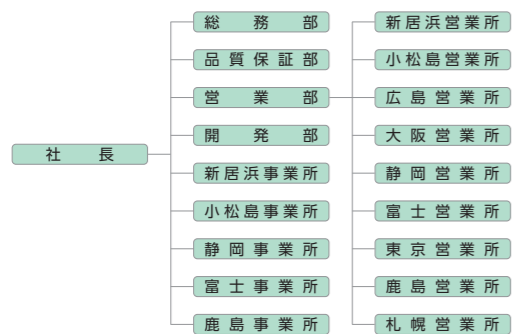 社長
総務部
品質保証部
営業部
開発部
新居浜事業所
小松島事業所
静岡事業所
富士事業所
鹿島事業所
新居浜営業所
小松島営業所
広島営業所
大阪営業所
静岡営業所
富士営業所
東京営業所
鹿島営業所
札幌営業所